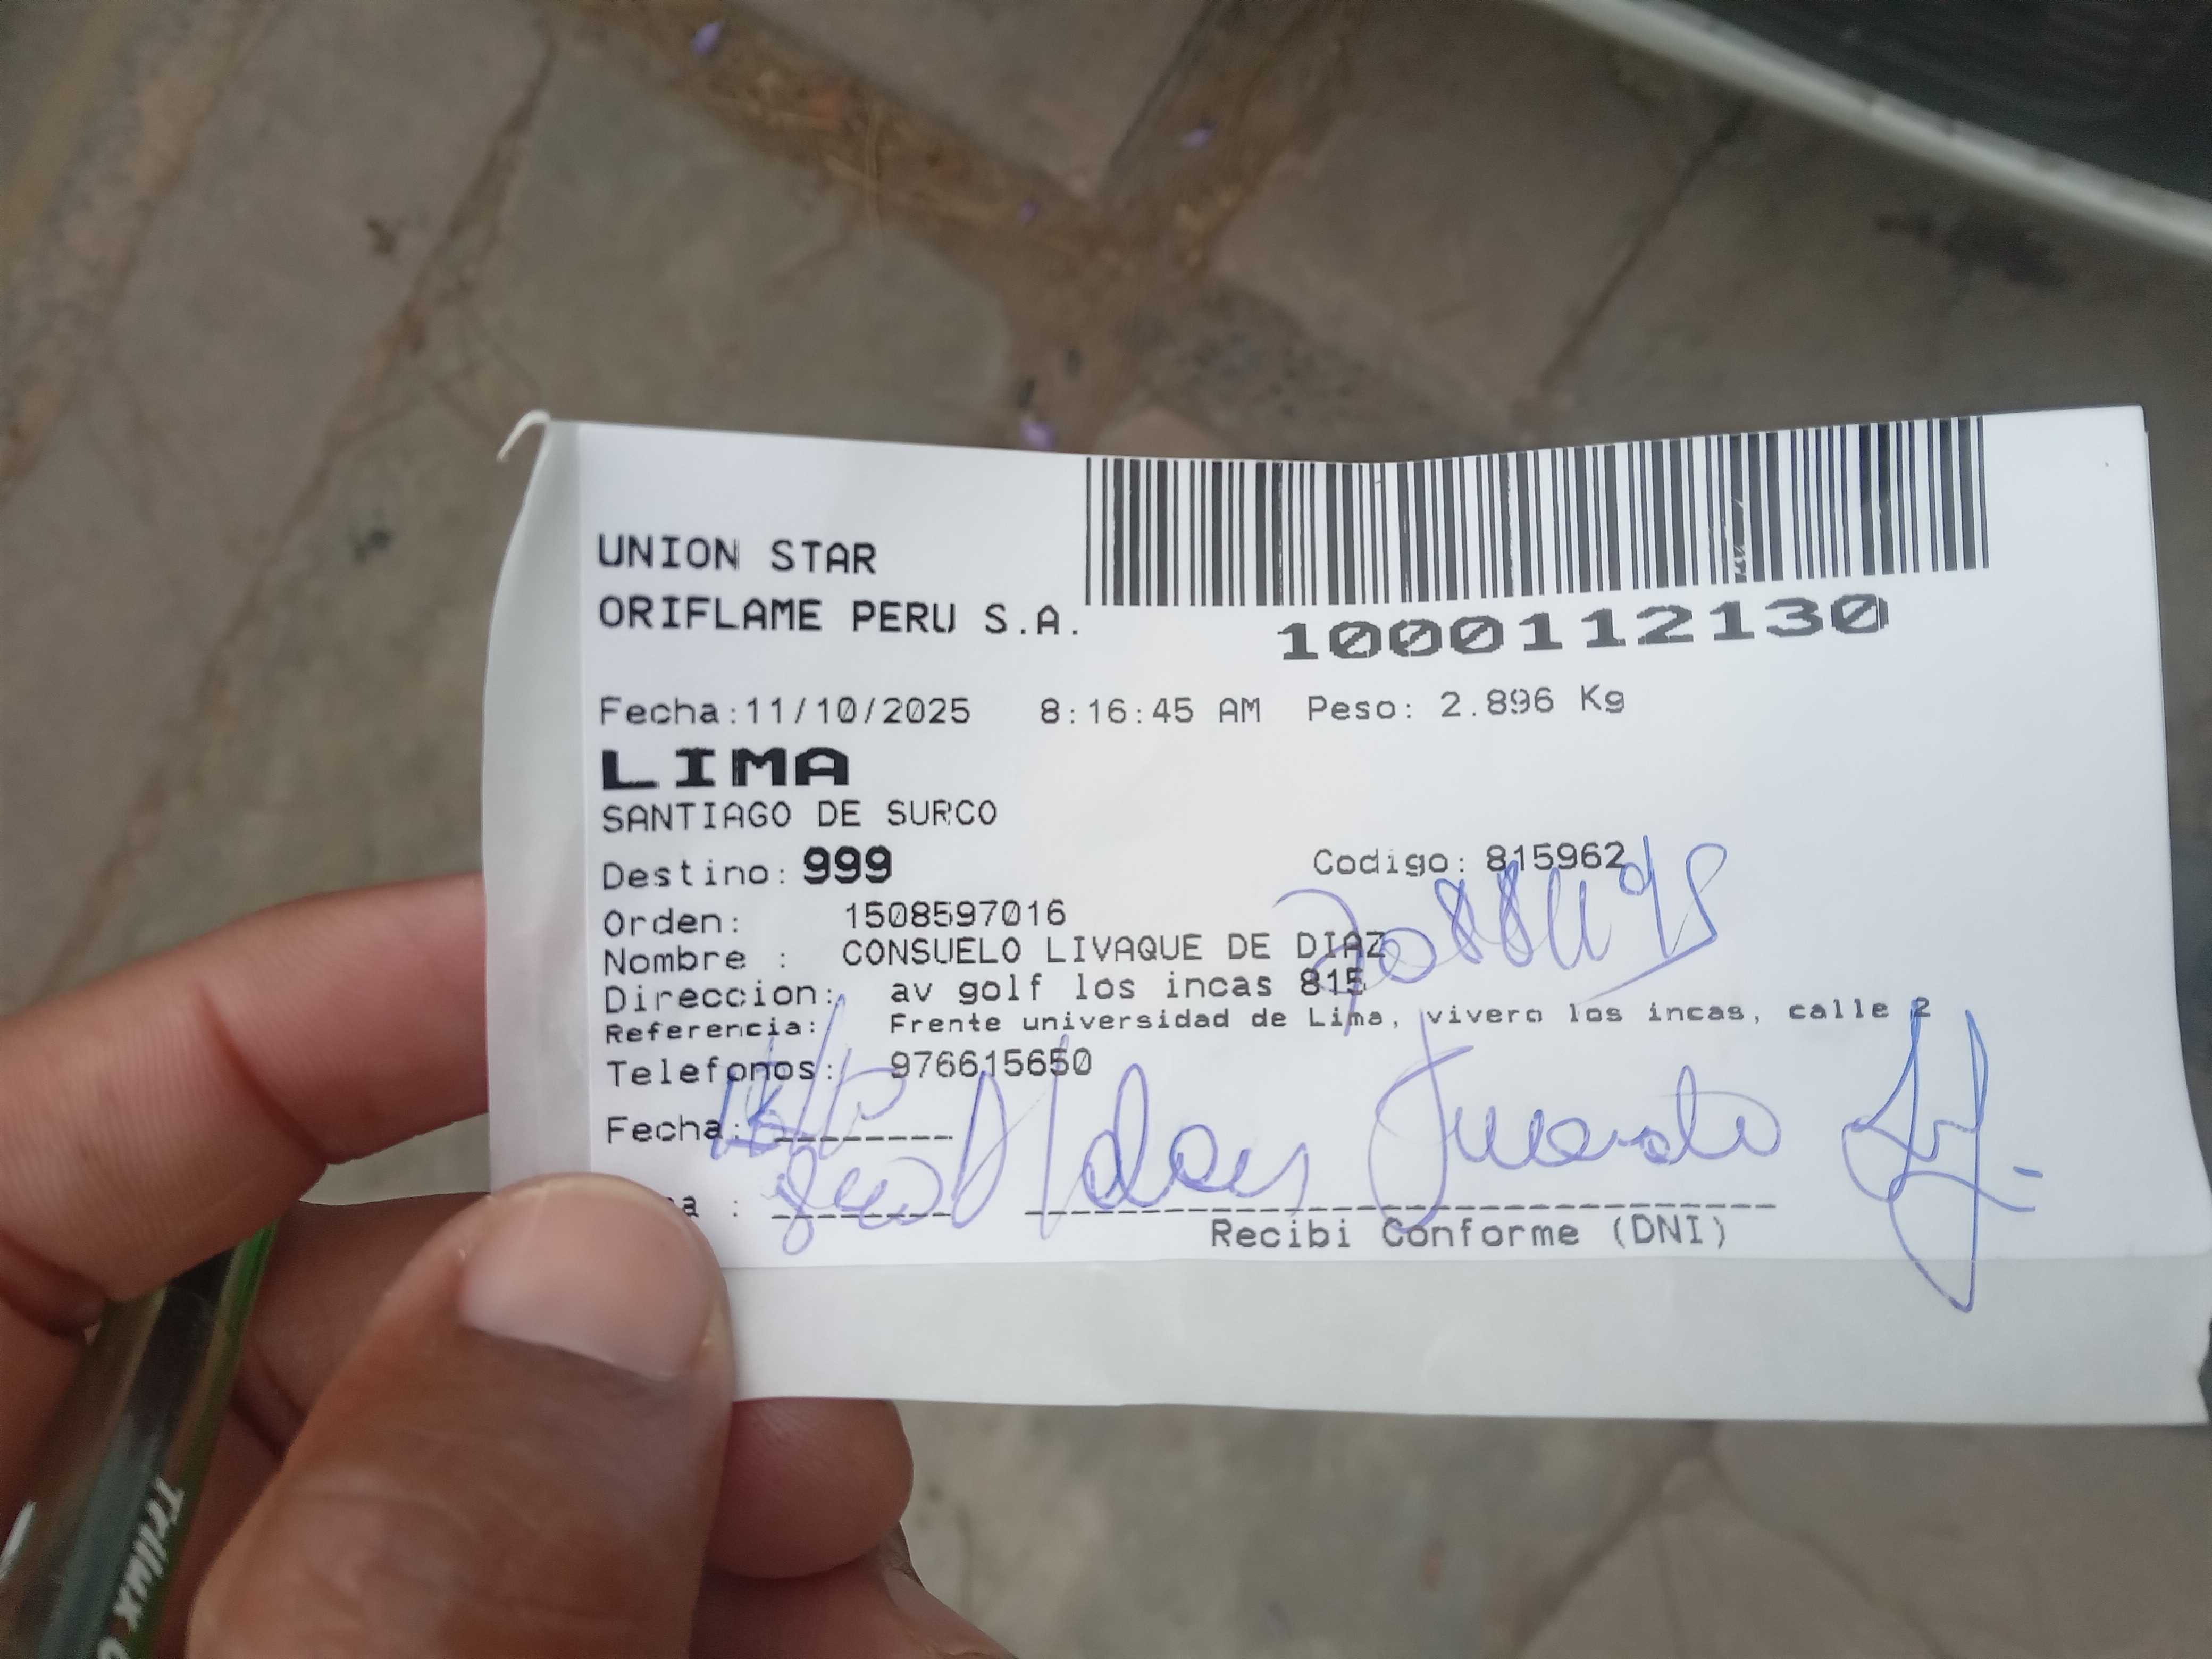 UNION STAR
ORIFLAME PERU S.A.
1000112130
Fecha:11/10/2025 8:16:45 AM Peso: 2.896 Kg
LIMA
SANTIAGO DE SURCO
Destino: 999 Codigo: 815962
Orden: 1508597016
Nombre : CONSUELO LIVAQUE DE DIAZ
Direccion: av golf los incas 815
Referencia: Frente universidad de Lima, vivero los incas, calle 2
Telefonos: 976615650
Fecha:
Recibi Conforme (DNI)
Trilux